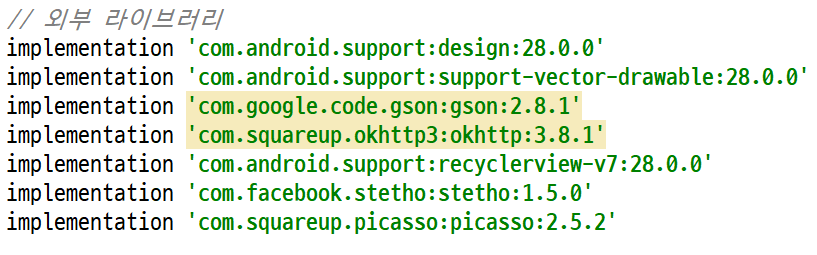 // 외부 라이브러리
implementation 'com.android.support:design:28.0.0'
implementation 'com.android.support:support-vector-drawable:28.0.0'
implementation 'com.google.code.gson:gson:2.8.1'
implementation 'com.squareup.okhttp3:okhttp:3.8.1'
implementation 'com.android.support:recyclerview-v7:28.0.0'
implementation 'com.facebook.stetho:stetho:1.5.0'
implementation 'com.squareup.picasso:picasso:2.5.2'